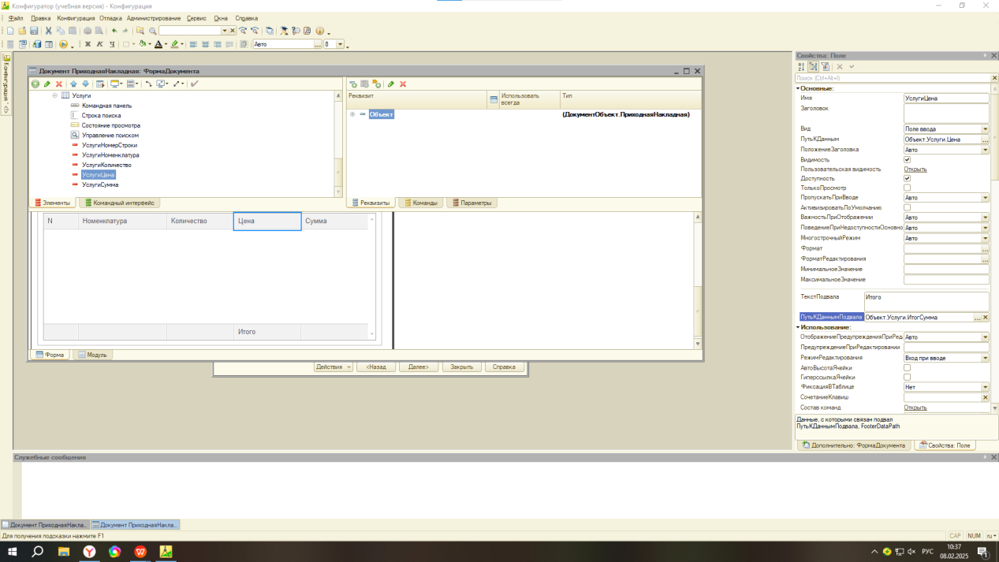 Конфигуратор (учебная версия) - Конфигурация
Файл Правка Конфигурация Отладка Администрирование Сервис Окна Справка
Ж К Ч Авто ... 8
Конфигурация
Документ ПриходнаяНакладная: ФормаДокумента
Услуги
Командная панель
Строка поиска
Состояние просмотра
Управление поиском
УслугиНомерСтроки
УслугиНоменклатура
УслугиКоличество
УслугиЦена
УслугиСумма
Элементы Командный интерфейс
Реквизит Использовать всегда Тип
Объект (ДокументОбъект.ПриходнаяНакладная)
Реквизиты Команды Параметры
N Номенклатура Количество Цена Сумма
Итого
Форма Модуль
Действия <Назад Далее> Закрыть Справка
Свойства: Поле
Поиск (Ctrl+Alt+I)
Основные:
Имя УслугиЦена
Заголовок
Вид Поле ввода
ПутьКДанным Объект.Услуги.Цена ...
ПоложениеЗаголовка Авто
Видимость
Пользовательская видимость Открыть
Доступность
ТолькоПросмотр
ПропускатьПриВводе Авто
АктивизироватьПоУмолчанию
ВажностьПриОтображении Авто
ПоведениеПриНедоступностиОсновно Авто
МногострочныйРежим Авто
Формат ...
ФорматРедактирования ...
МинимальноеЗначение
МаксимальноеЗначение
ТекстПодвала Итого
ПутьКДаннымПодвала Объект.Услуги.ИтогСумма ...
Использование:
ОтображениеПредупрежденияПриРед Авто
ПредупреждениеПриРедактировании
РежимРедактирования Вход при вводе
АвтоВысотаЯчейки
ГиперссылкаЯчейки
ФиксацияВТаблице Нет
СочетаниеКлавиш
Состав команд Открыть
Данные, с которыми связан подвал
ПутьКДаннымПодвала, FooterDataPath
Дополнительно: ФормаДокумента Свойства: Поле
Служебные сообщения
Документ ПриходнаяНакла... Документ ПриходнаяНакла...
Для получения подсказки нажмите F1 CAP NUM ru
РУС 10:37
08.02.2025